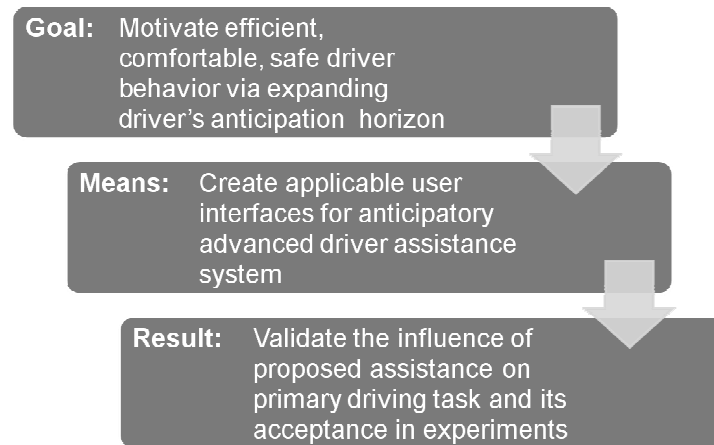 Goal: Motivate efficient,
comfortable, safe driver
behavior via expanding
driver's anticipation horizon
Means: Create applicable user
interfaces for anticipatory
advanced driver assistance
system
Result: Validate the influence of
proposed assistance on
primary driving task and its
acceptance in experiments